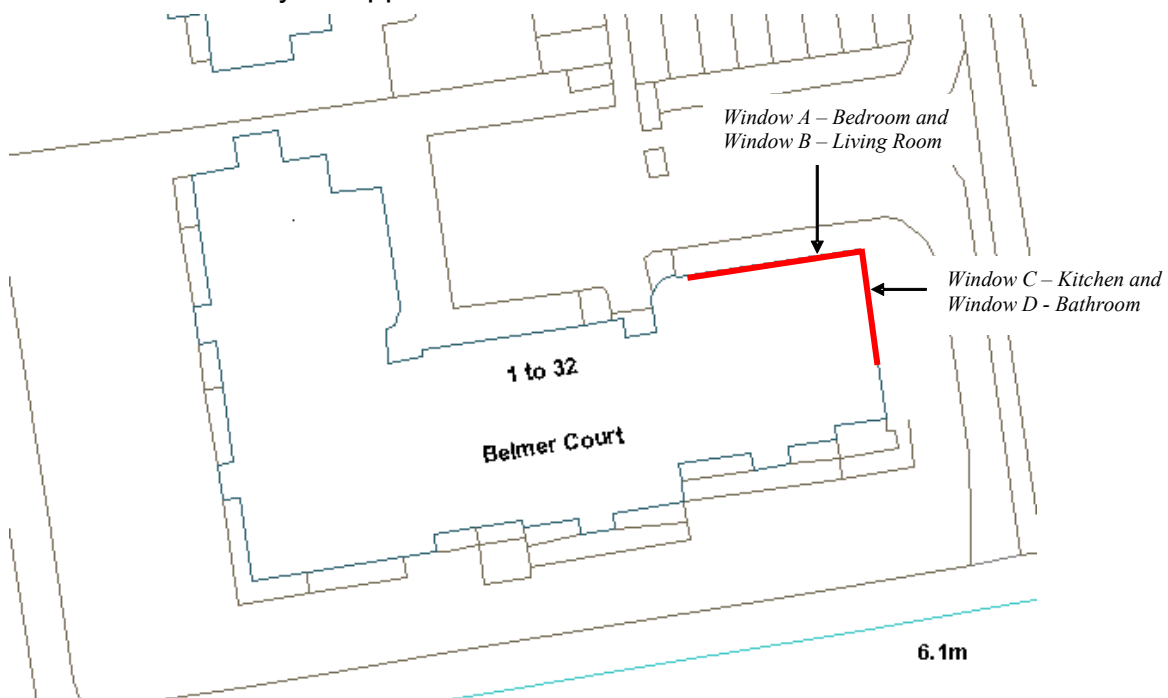 Window A – Bedroom and
Window B – Living Room
Window C – Kitchen and
Window D - Bathroom
1 to 32
Belmer Court
6.1m